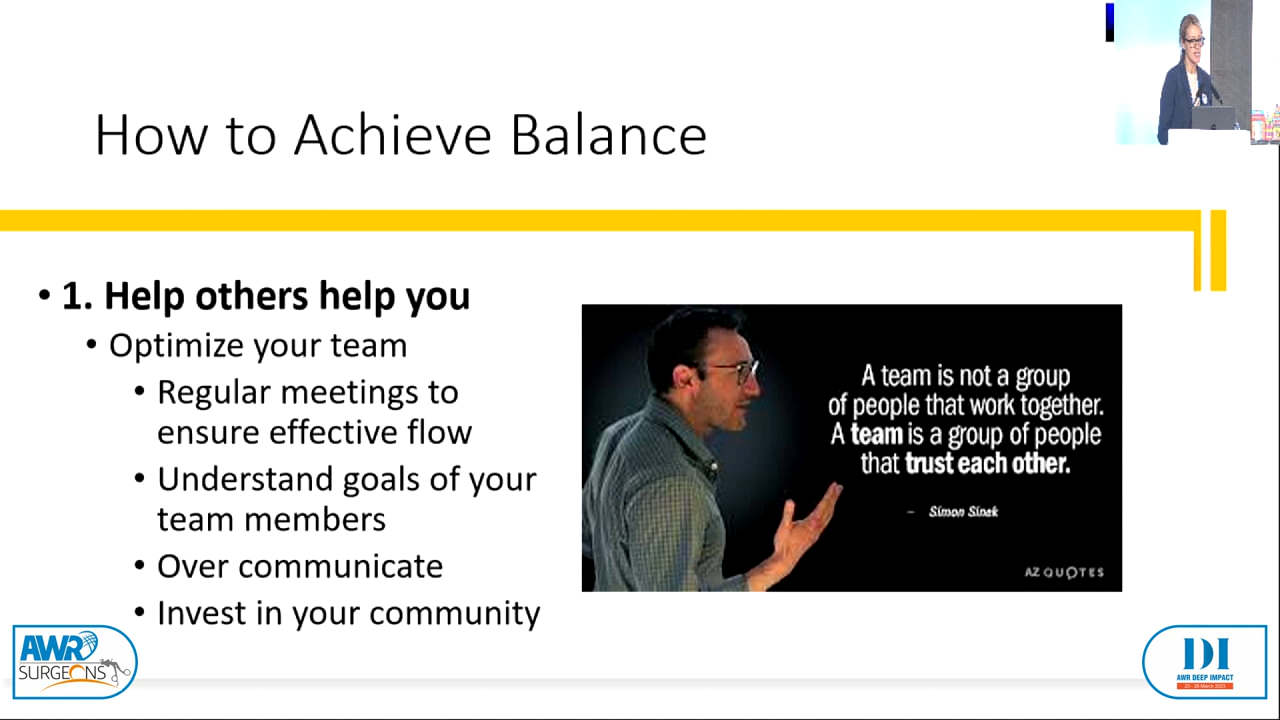 How to Achieve Balance
• 1. Help others help you
• Optimize your team
• Regular meetings to
ensure effective flow
• Understand goals of your
team members
• Over communicate
• Invest in your community
A team is not a group
of people that work together.
A team is a group of people
that trust each other.
– Simon Sinek
AZ QUOTES
AWR
SURGEONS
DI
AWR DEEP IMPACT